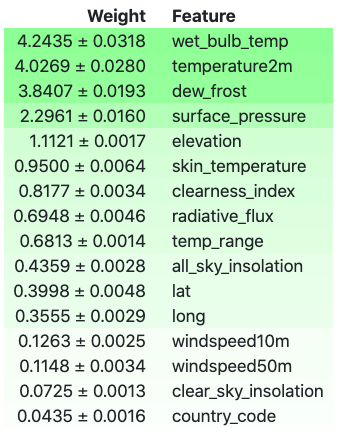 Weight Feature
4.2435 ± 0.0318 wet_bulb_temp
4.0269 ± 0.0280 temperature2m
3.8407 ± 0.0193 dew_frost
2.2961 ± 0.0160 surface_pressure
1.1121 ± 0.0017 elevation
0.9500 ± 0.0064 skin_temperature
0.8177 ± 0.0034 clearness_index
0.6948 ± 0.0046 radiative_flux
0.6813 ± 0.0014 temp_range
0.4359 ± 0.0028 all_sky_insolation
0.3998 ± 0.0048 lat
0.3555 ± 0.0029 long
0.1263 ± 0.0025 windspeed10m
0.1148 ± 0.0034 windspeed50m
0.0725 ± 0.0013 clear_sky_insolation
0.0435 ± 0.0016 country_code